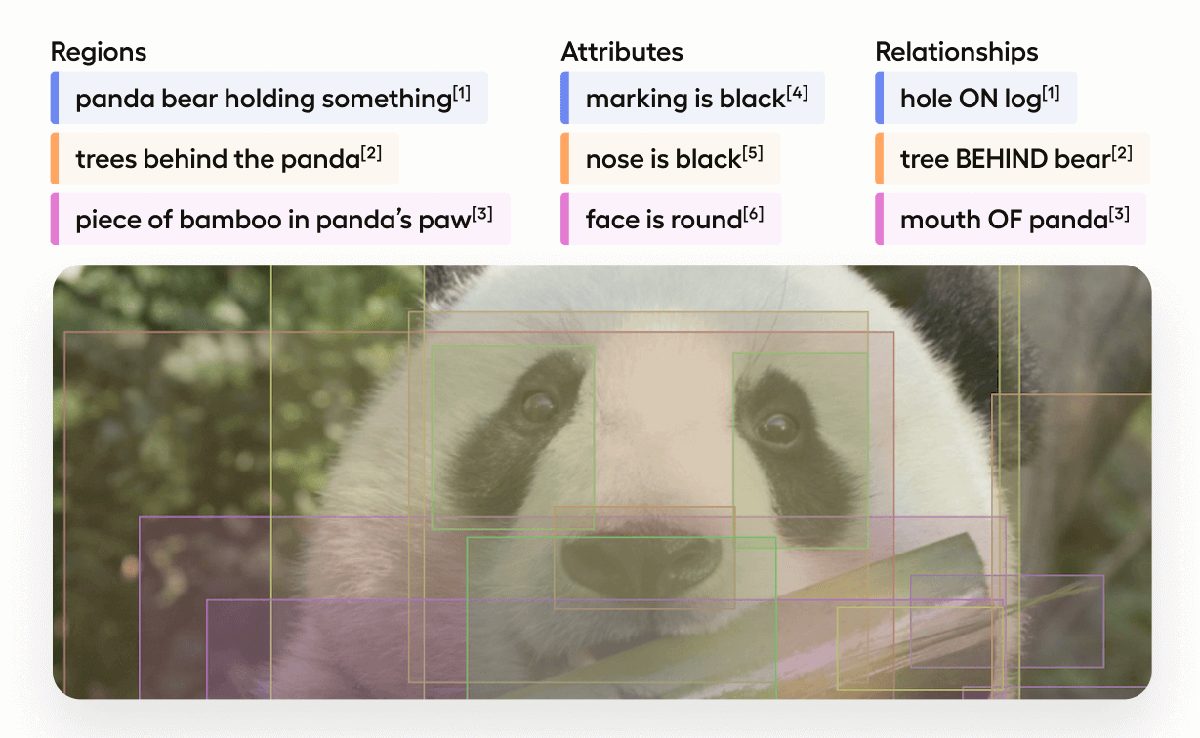 Regions
panda bear holding something[1]
trees behind the panda[2]
piece of bamboo in panda’s paw[3]
Attributes
marking is black[4]
nose is black[5]
face is round[6]
Relationships
hole ON log[1]
tree BEHIND bear[2]
mouth OF panda[3]